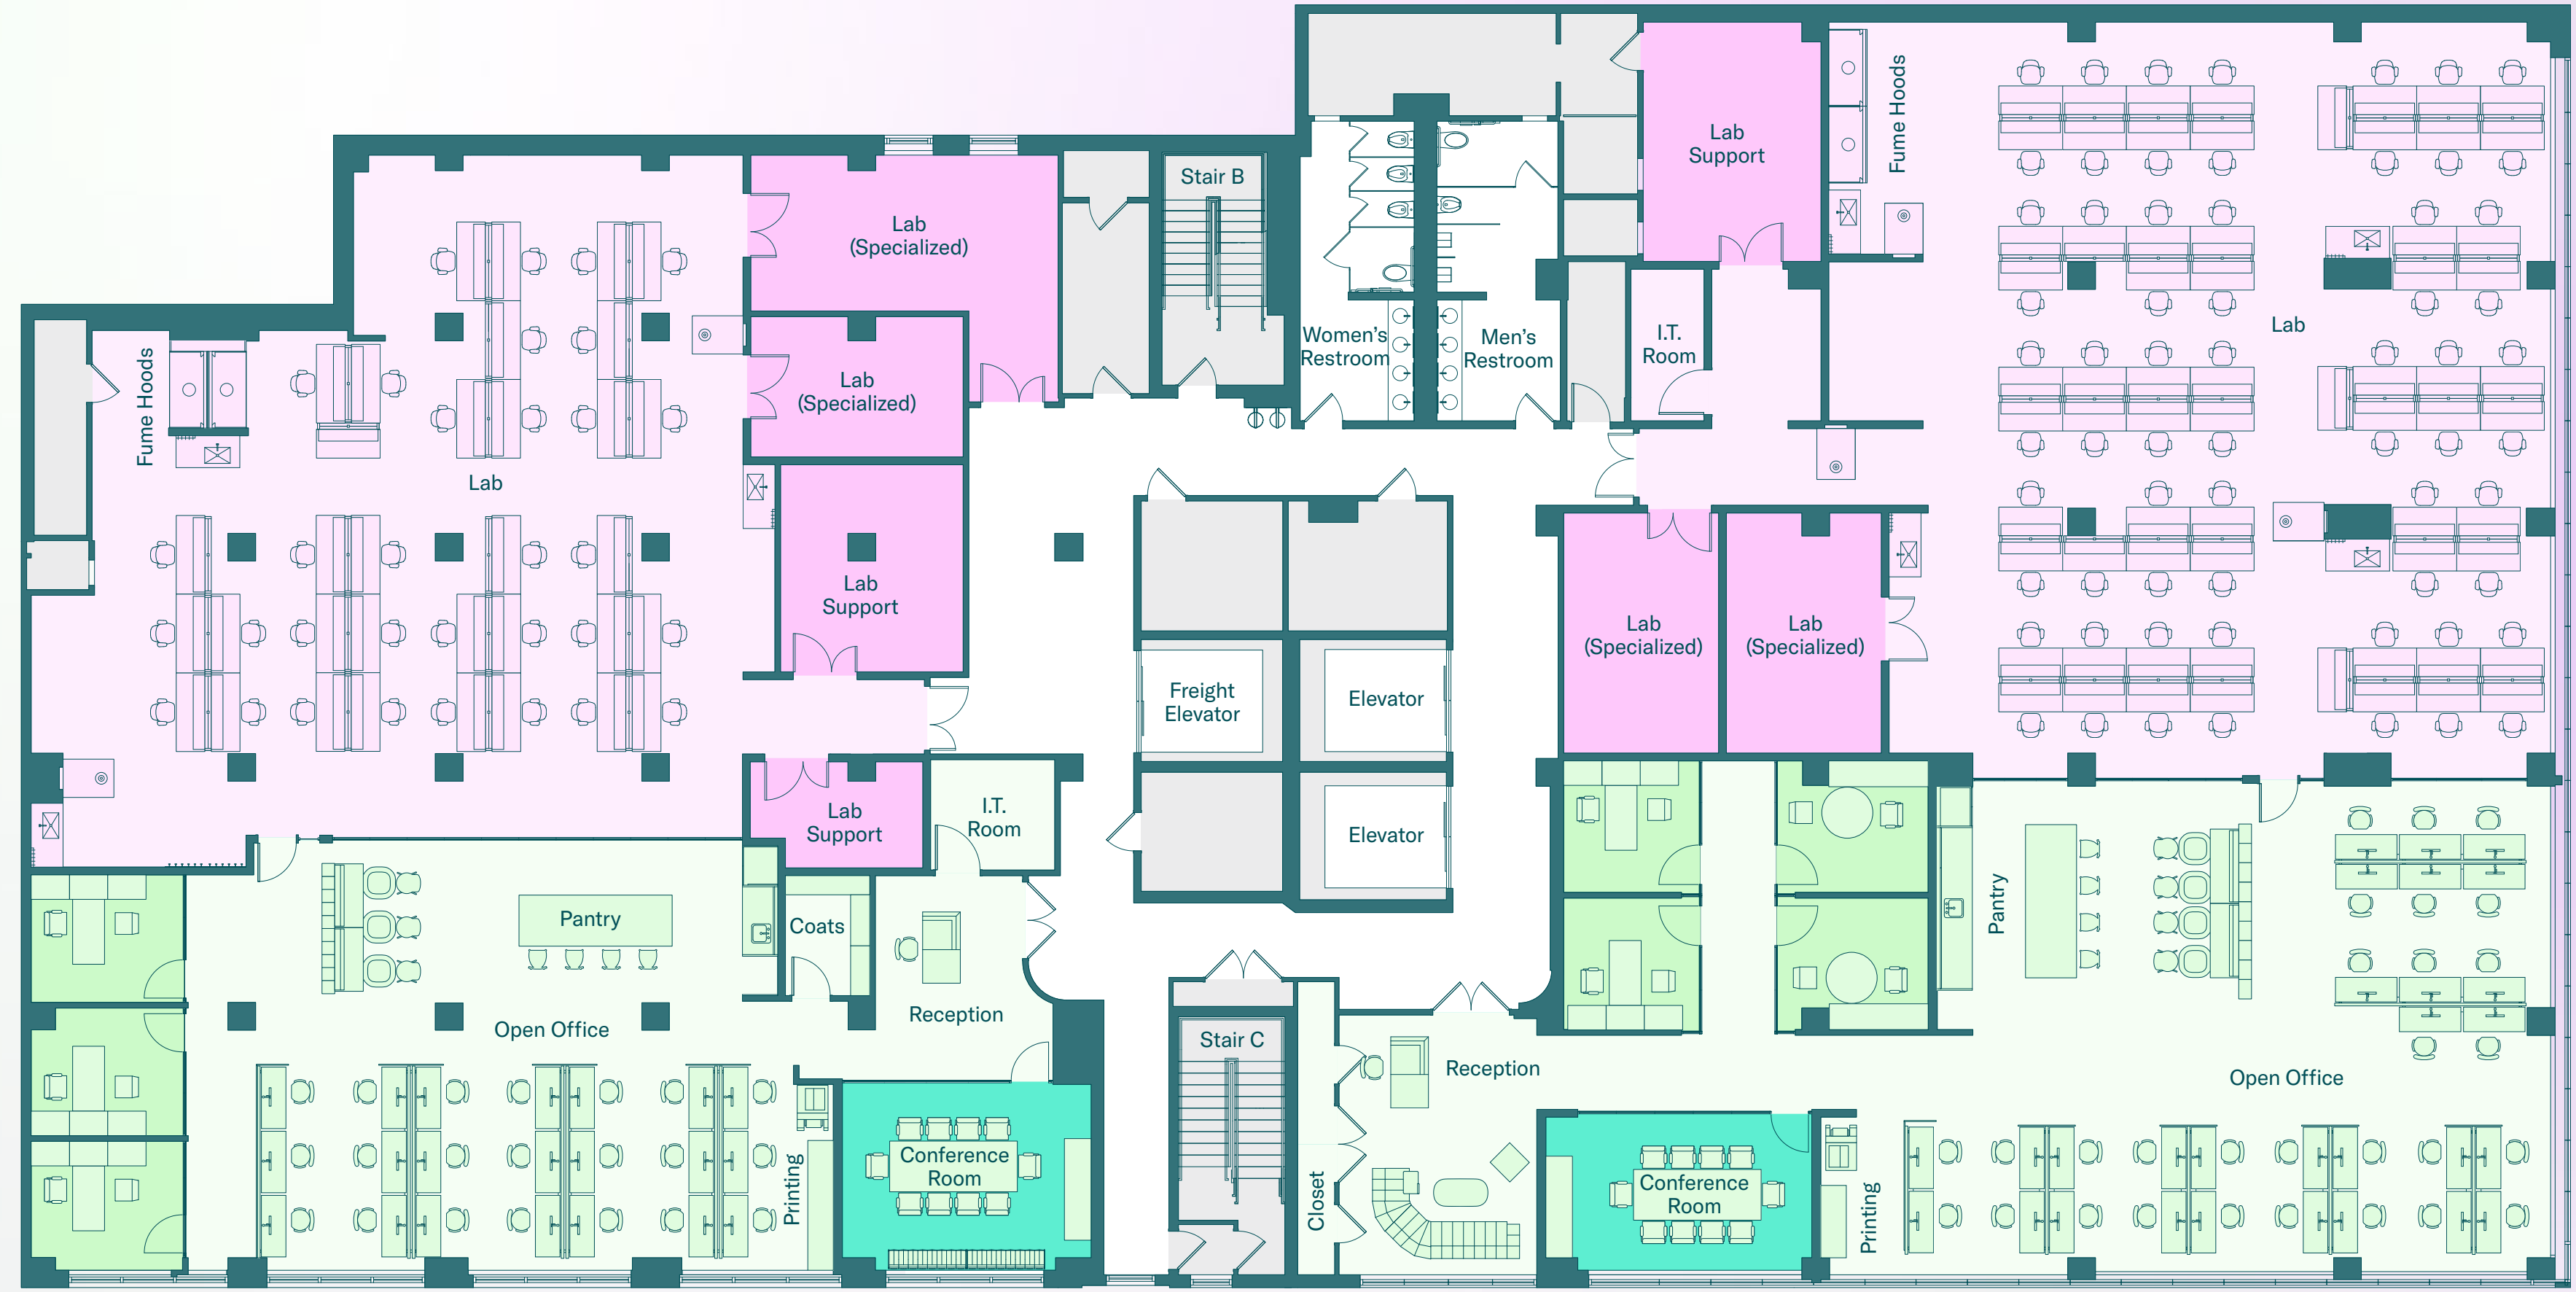 Stair B
Lab
(Specialized)
Lab
Support
Fume Hoods
Women's
Restroom
Men's
Restroom
I.T.
Room
Lab
Fume Hoods
Lab
(Specialized)
Lab
Lab
Support
Lab
(Specialized)
Lab
(Specialized)
Freight
Elevator
Elevator
Lab
Support
I.T.
Room
Elevator
Pantry
Coats
Pantry
Reception
Open Office
Stair C
Reception
Open Office
Printing
Conference
Room
Closet
Conference
Room
Printing